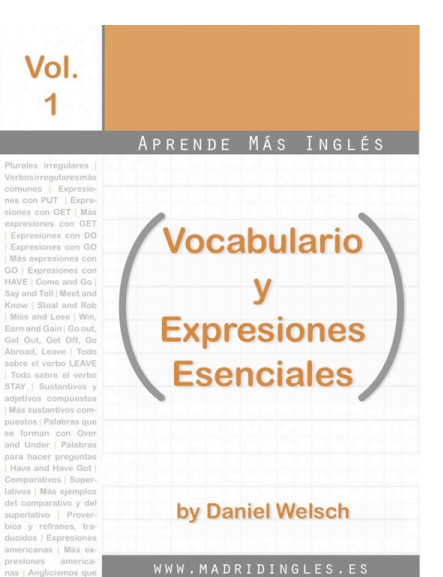 Vol.
1
APRENDE MÁS INGLÉS
Plurales irregulares |
Verbosirregularesmás
comunes | Expresio-
nes con PUT | Expre-
siones con GET | Más
expresiones con GET
| Expresiones con DO
| Expresiones con GO
| Más expresiones con
GO | Expresiones con
HAVE | Come and Go |
Say and Tell | Meet and
Know | Steal and Rob
| Miss and Lose | Win,
Earn and Gain | Go out,
Get Out, Get Off, Go
Abroad, Leave | Todo
sobre el verbo LEAVE
| Todo sobre el verbo
STAY | Sustantivos y
adjetivos compuestos
| Más sustantivos com-
puestos | Palabras que
se forman con Over
and Under | Palabras
para hacer preguntas
| Have and Have Got |
Comparativos | Super-
lativos | Más ejemplos
del comparativo y del
superlativo | Prover-
bios y refranes, tra-
ducidos | Expresiones
americanas | Más ex-
presiones america-
nas | Anglicismos que
Vocabulario
y
Expresiones
Esenciales
by Daniel Welsch
WWW.MADRIDINGLES.ES